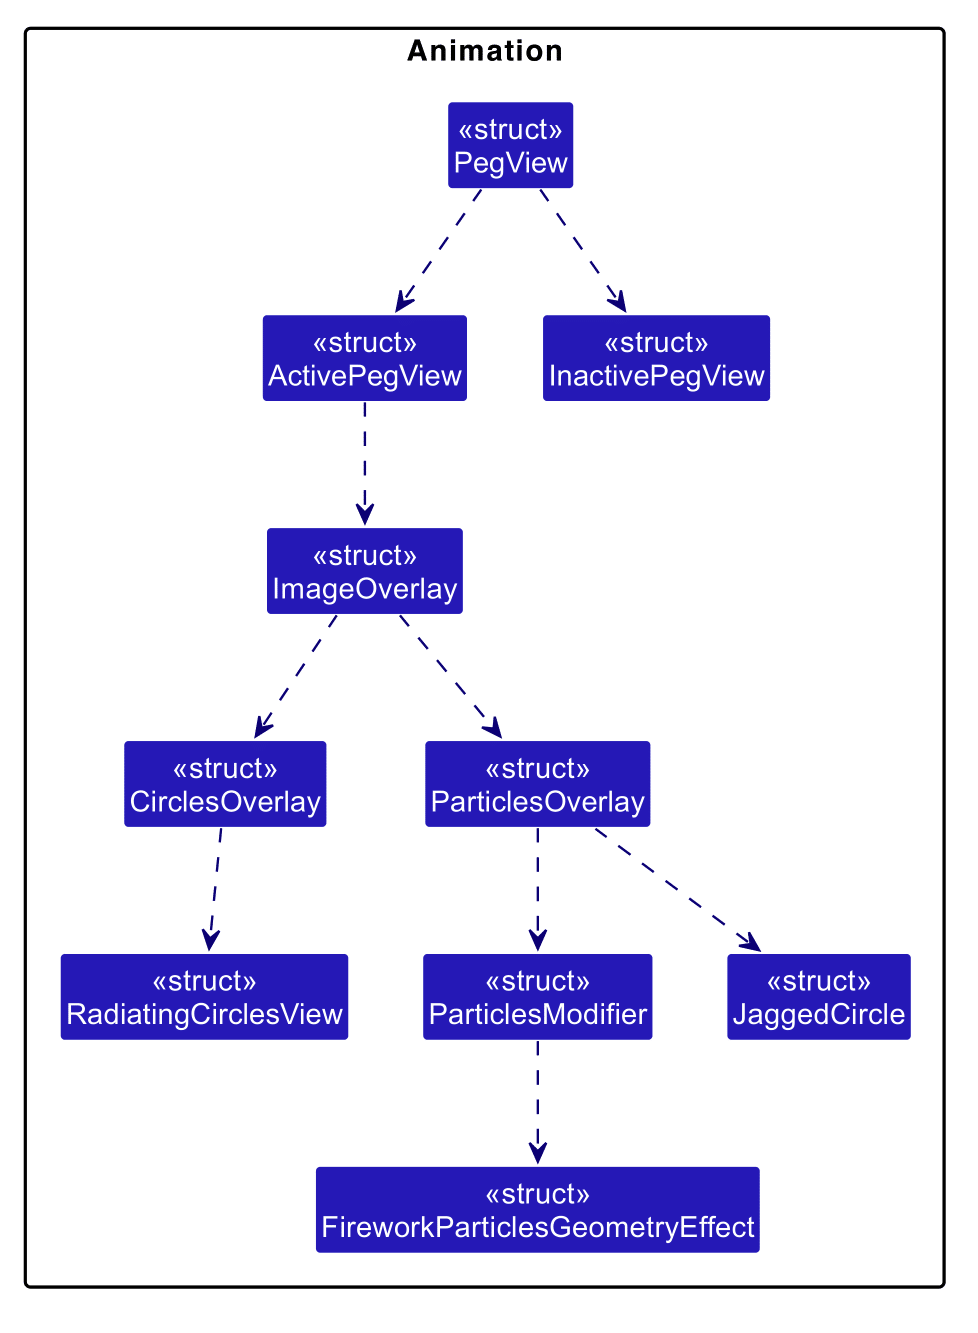 Animation
«struct»
PegView
«struct»
ActivePegView
«struct»
InactivePegView
«struct»
ImageOverlay
«struct»
CirclesOverlay
«struct»
ParticlesOverlay
«struct»
RadiatingCirclesView
«struct»
ParticlesModifier
«struct»
JaggedCircle
«struct»
FireworkParticlesGeometryEffect